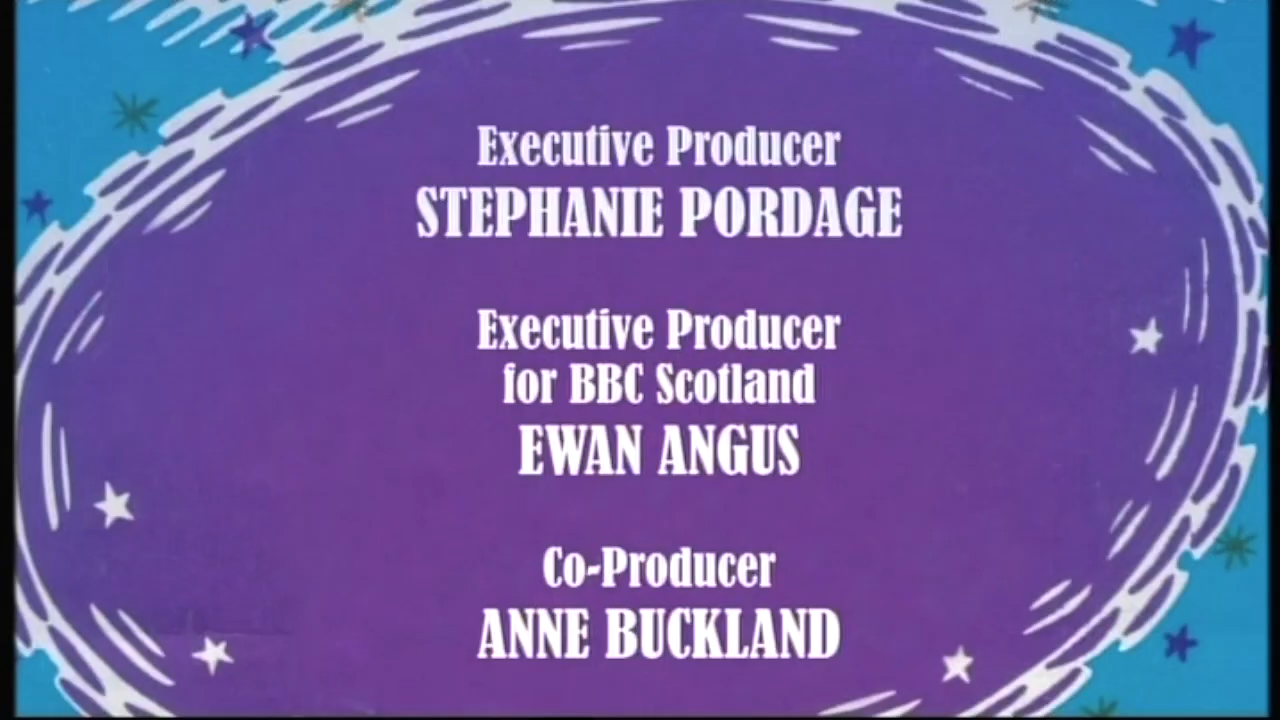 Executive Producer
STEPHANIE PORDAGE
Executive Producer
for BBC Scotland
EWAN ANGUS
Co-Producer
ANNE BUCKLAND